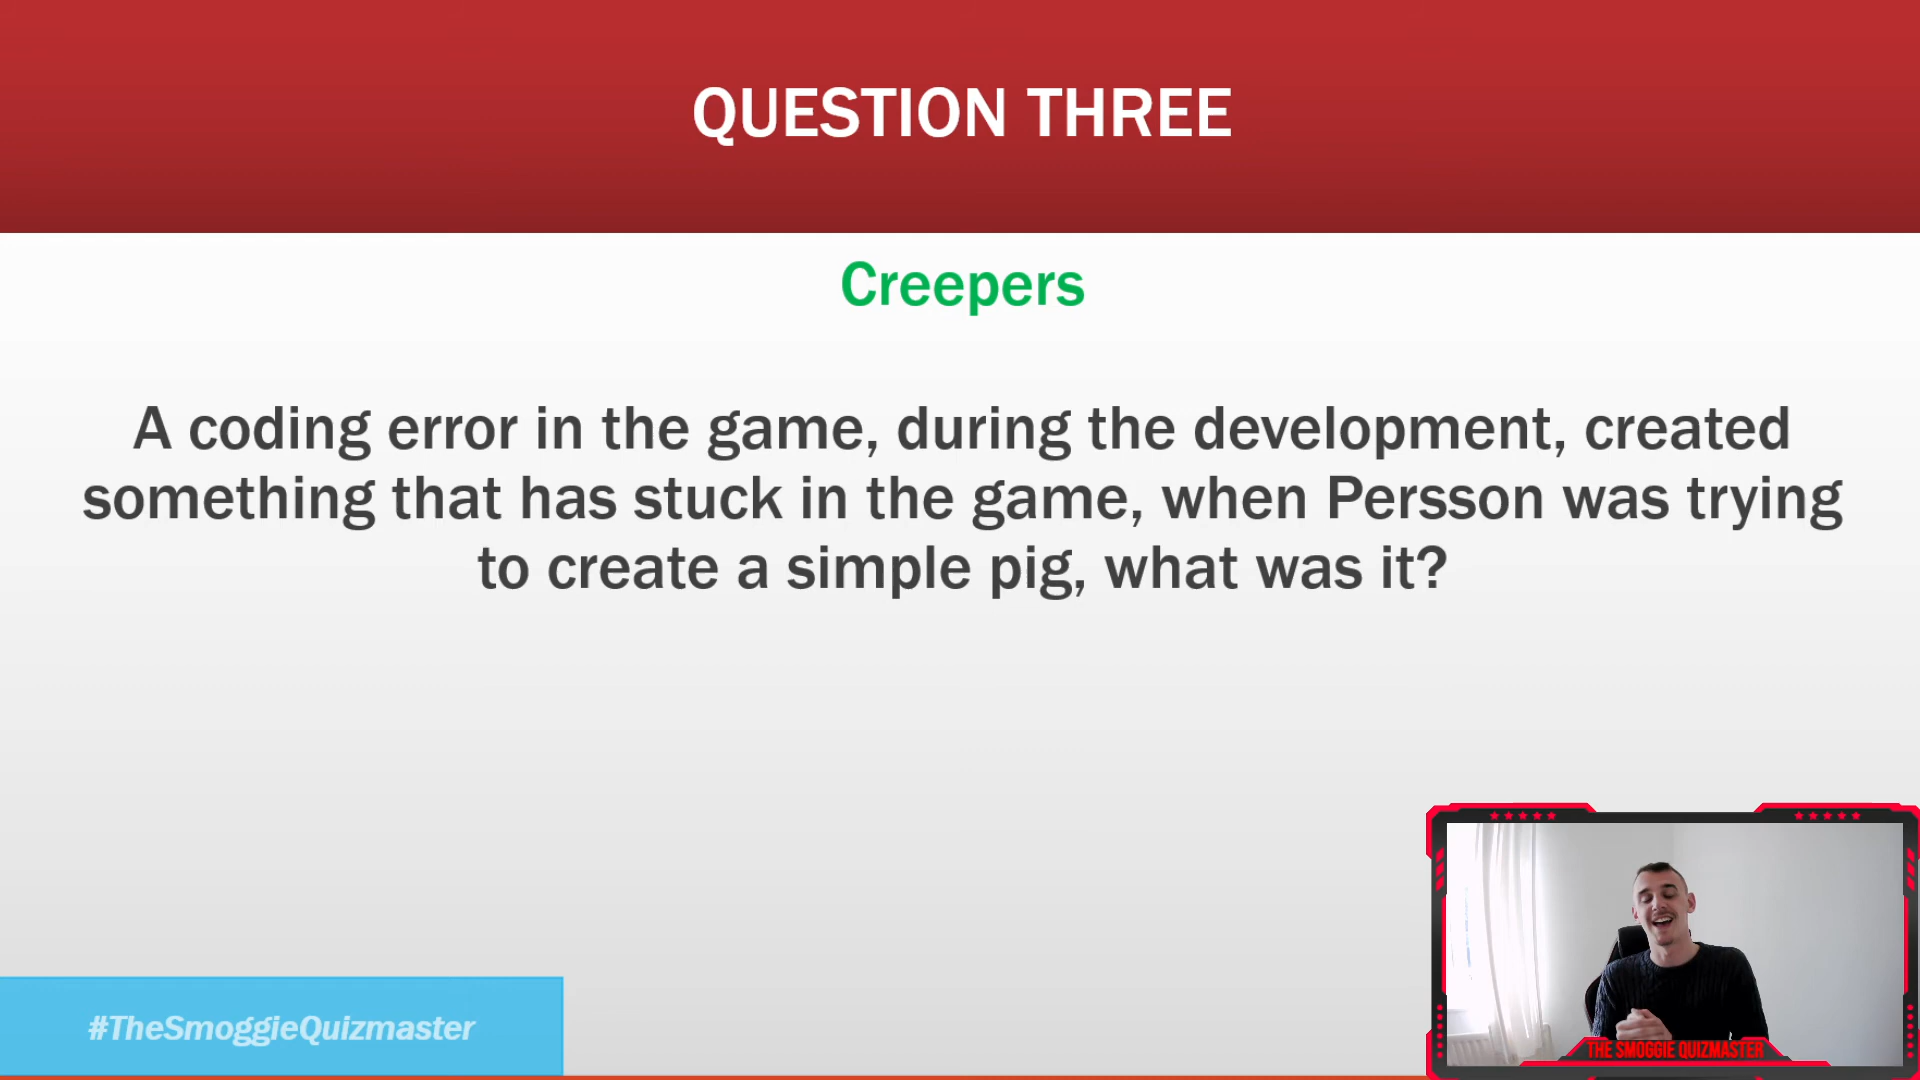 QUESTION THREE
Creepers
A coding error in the game, during the development, created
something that has stuck in the game, when Persson was trying
to create a simple pig, what was it?
#TheSmoggieQuizmaster
THE SMOGGIE QUIZMASTER